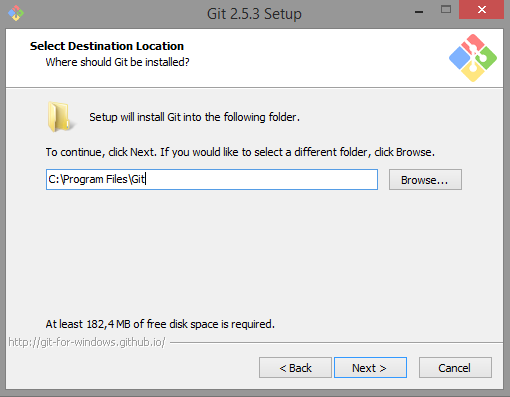 Git 2.5.3 Setup
Select Destination Location
Where should Git be installed?
Setup will install Git into the following folder.
To continue, click Next. If you would like to select a different folder, click Browse.
C:\Program Files\Git
Browse...
At least 182,4 MB of free disk space is required.
http://git-for-windows.github.io/
< Back
Next >
Cancel